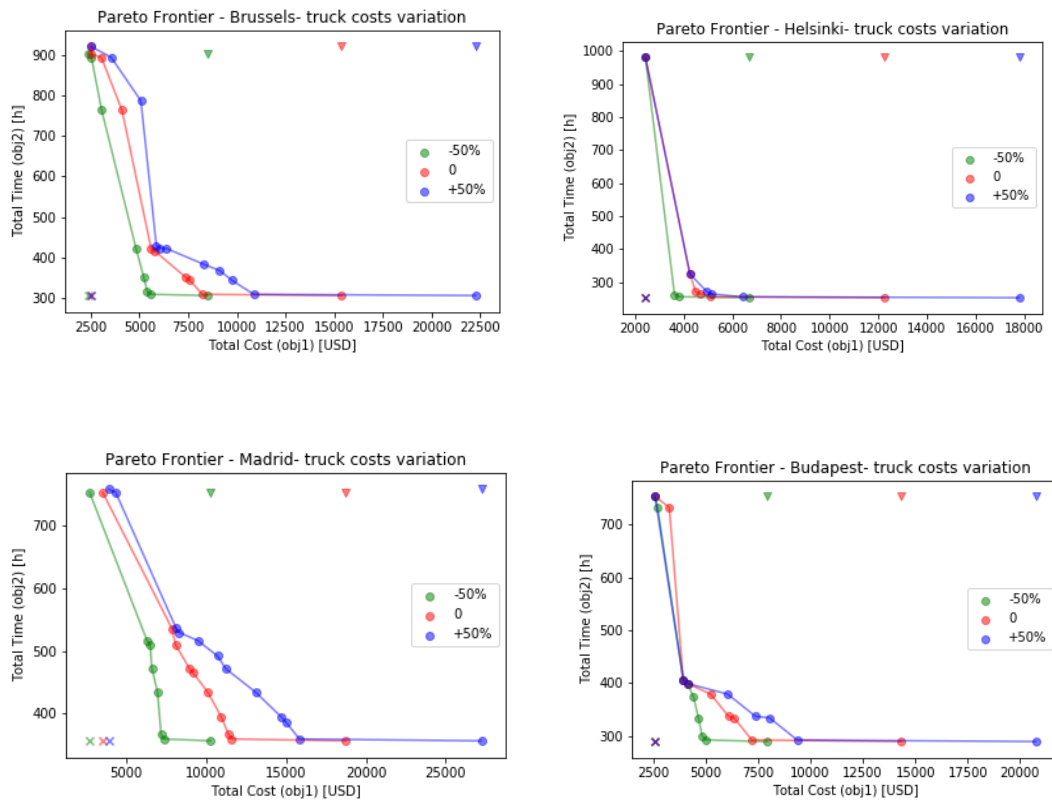 Pareto Frontier - Brussels- truck costs variation
Total Time (obj2) [h]
900
800
700
600
500
400
300
-50%
0
+50%
2500 5000 7500 10000 12500 15000 17500 20000 22500
Total Cost (obj1) [USD]
Pareto Frontier - Helsinki- truck costs variation
Total Time (obj2) [h]
1000
900
800
700
600
500
400
300
-50%
0
+50%
2000 4000 6000 8000 10000 12000 14000 16000 18000
Total Cost (obj1) [USD]
Pareto Frontier - Madrid- truck costs variation
Total Time (obj2) [h]
700
600
500
400
-50%
0
+50%
5000 10000 15000 20000 25000
Total Cost (obj1) [USD]
Pareto Frontier - Budapest- truck costs variation
Total Time (obj2) [h]
700
600
500
400
300
-50%
0
+50%
2500 5000 7500 10000 12500 15000 17500 20000
Total Cost (obj1) [USD]